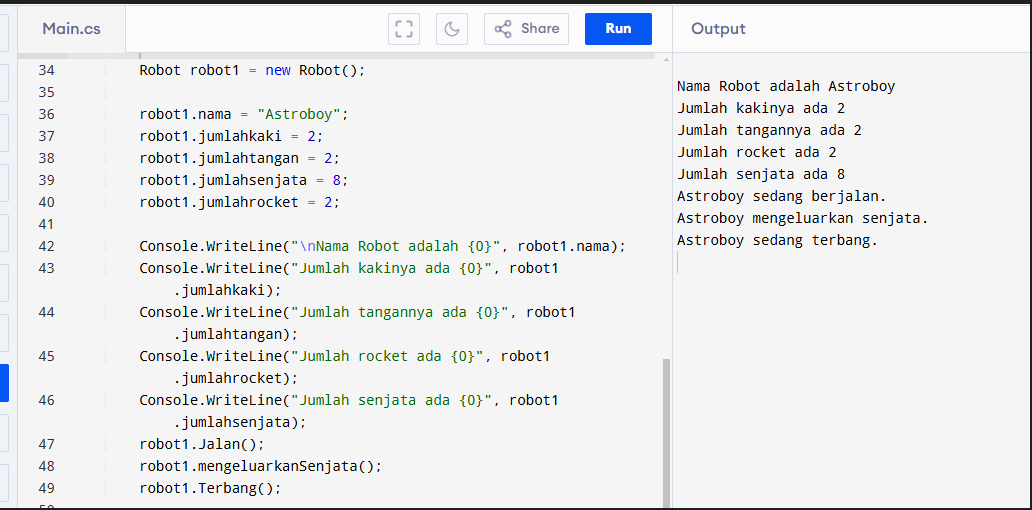 Main.cs
Share
Run
Output
34 Robot robot1 = new Robot();
35
36 robot1.nama = "Astroboy";
37 robot1.jumlahkaki = 2;
38 robot1.jumlahtangan = 2;
39 robot1.jumlahsenjata = 8;
40 robot1.jumlahrocket = 2;
41
42 Console.WriteLine("\nNama Robot adalah {0}", robot1.nama);
43 Console.WriteLine("Jumlah kakinya ada {0}", robot1
.jumlahkaki);
44 Console.WriteLine("Jumlah tangannya ada {0}", robot1
.jumlahtangan);
45 Console.WriteLine("Jumlah rocket ada {0}", robot1
.jumlahrocket);
46 Console.WriteLine("Jumlah senjata ada {0}", robot1
.jumlahsenjata);
47 robot1.Jalan();
48 robot1.mengeluarkanSenjata();
49 robot1.Terbang();
Nama Robot adalah Astroboy
Jumlah kakinya ada 2
Jumlah tangannya ada 2
Jumlah rocket ada 2
Jumlah senjata ada 8
Astroboy sedang berjalan.
Astroboy mengeluarkan senjata.
Astroboy sedang terbang.